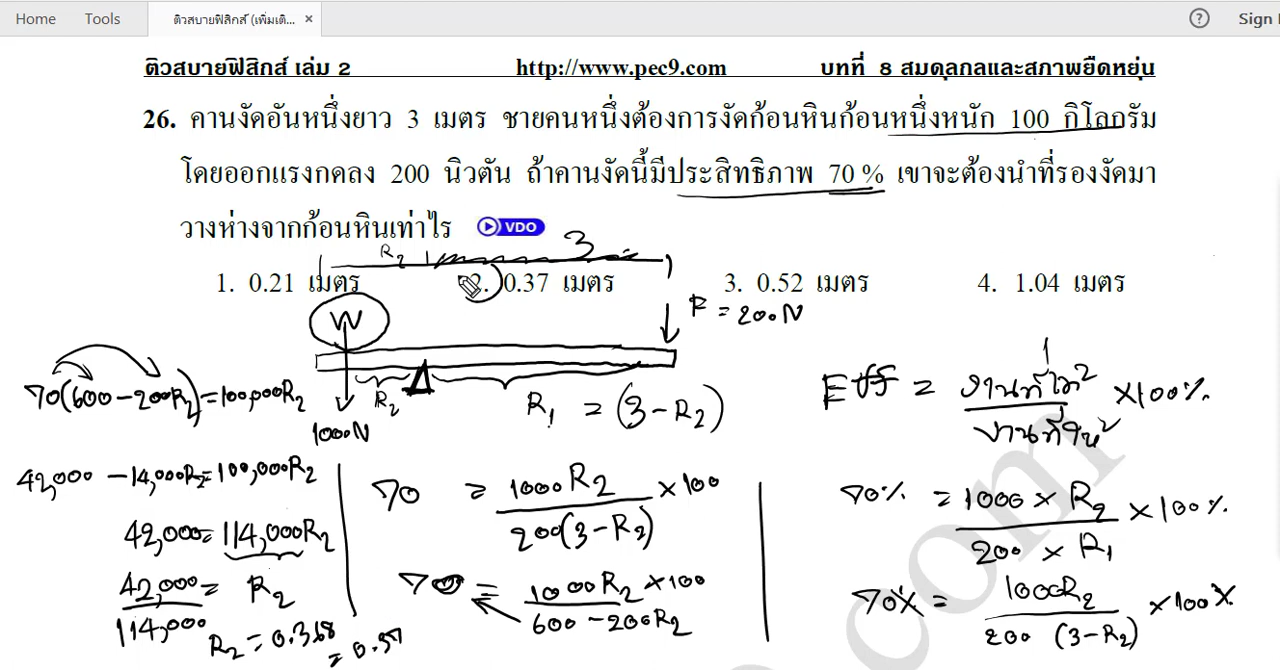 Home Tools ติวสบายฟิสิกส์ (เพิ่มเติ... × ? Sign
ติวสบายฟิสิกส์ เล่ม 2 http://www.pec9.com บทที่ 8 สมดุลกลและสภาพยืดหยุ่น
26. คานงัดอันหนึ่งยาว 3 เมตร ชายคนหนึ่งต้องการงัดก้อนหินก้อนหนึ่งหนัก 100 กิโลกรัม
โดยออกแรงกดลง 200 นิวตัน ถ้าคานงัดนี้มีประสิทธิภาพ 70 % เขาจะต้องนำที่รองงัดมา
วางห่างจากก้อนหินเท่าไร VDO
R₂ 3
1. 0.21 เมตร 2. 0.37 เมตร 3. 0.52 เมตร 4. 1.04 เมตร
W F = 200 N
R₂ R₁ = (3 - R₂)
1000 N
Eff = งานที่ได้ / งานที่ให้ × 100 %
70 % = 1000 × R₂ / 200 × R₁ × 100 %
70 % = 1000R₂ / 200 (3 - R₂) × 100 %
70 = 1000 R₂ / 200(3 - R₂) × 100
70 = 1000R₂ × 100 / 600 - 200R₂
70(600 - 200R₂) = 100,000R₂
42,000 - 14,000R₂ = 100,000R₂
42,000 = 114,000R₂
42,000 / 114,000 = R₂
R₂ = 0.368
= 0.37
com